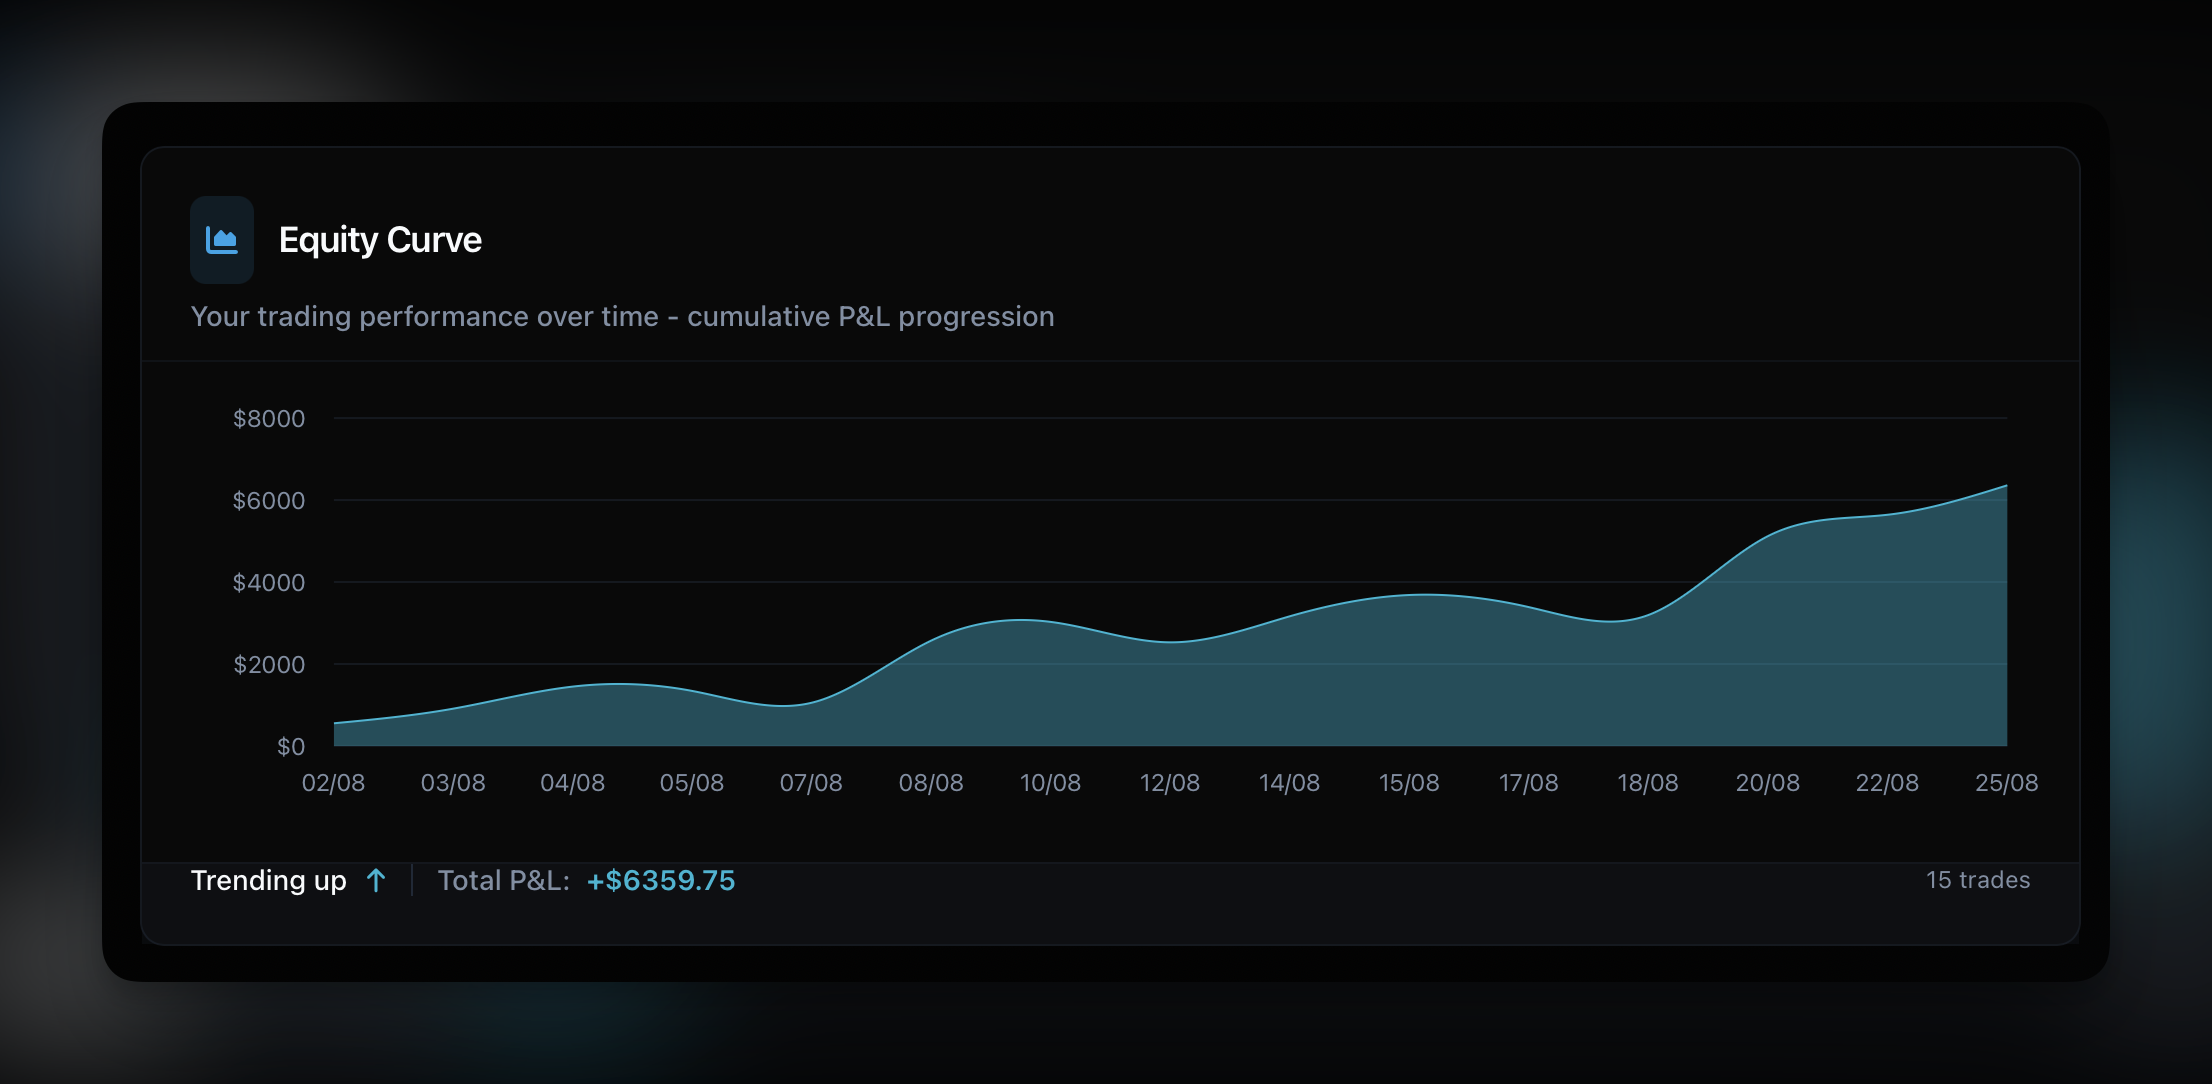 Equity Curve
Your trading performance over time - cumulative P&L progression
$8000
$6000
$4000
$2000
$0
02/08 03/08 04/08 05/08 07/08 08/08 10/08 12/08 14/08 15/08 17/08 18/08 20/08 22/08 25/08
Trending up ↑ Total P&L: +$6359.75 15 trades